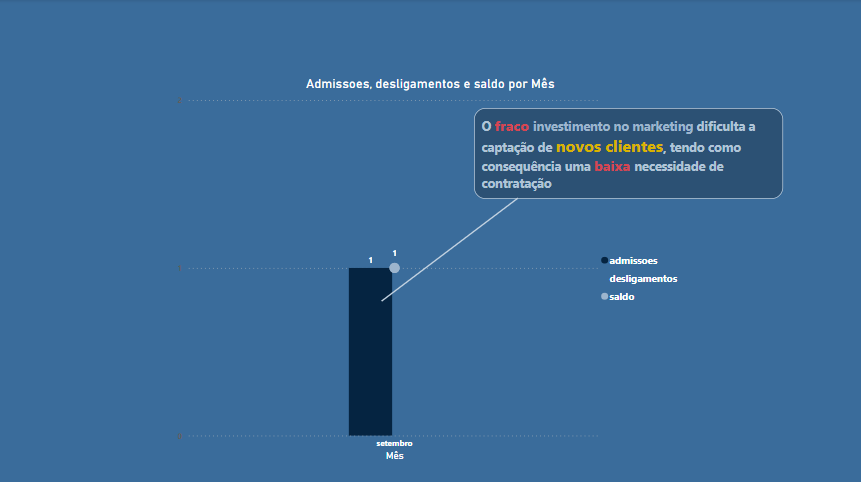 Admissoes, desligamentos e saldo por Mês
O fraco investimento no marketing dificulta a
captação de novos clientes, tendo como
consequência uma baixa necessidade de
contratação
1
1
admissoes
desligamentos
saldo
setembro
Mês